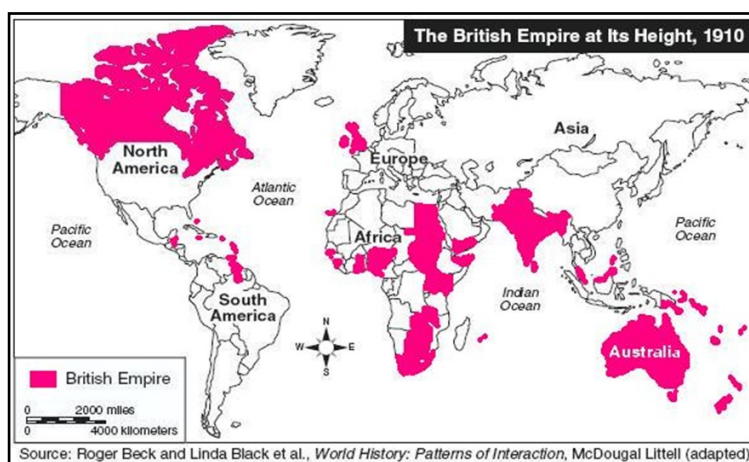 The British Empire at Its Height, 1910
North
America
Atlantic
Ocean
Europe
Asia
Pacific
Ocean
Africa
Pacific
Ocean
South
America
Indian
Ocean
N
W
E
S
Australia
British Empire
0 2000 miles
0 4000 kilometers
Source: Roger Beck and Linda Black et al., World History: Patterns of Interaction, McDougal Littell (adapted)